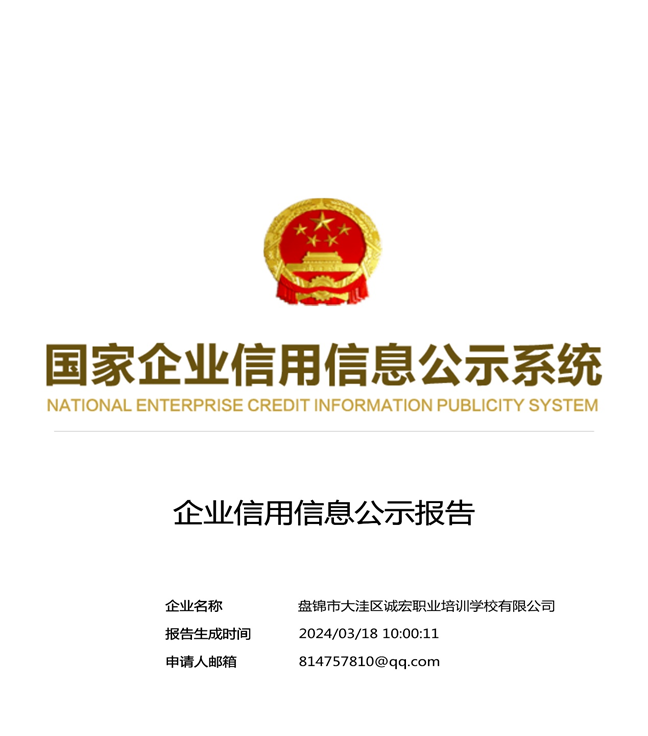 国家企业信用信息公示系统
NATIONAL ENTERPRISE CREDIT INFORMATION PUBLICITY SYSTEM
企业信用信息公示报告
企业名称 盘锦市大洼区诚宏职业培训学校有限公司
报告生成时间 2024/03/18 10:00:11
申请人邮箱 814757810@qq.com